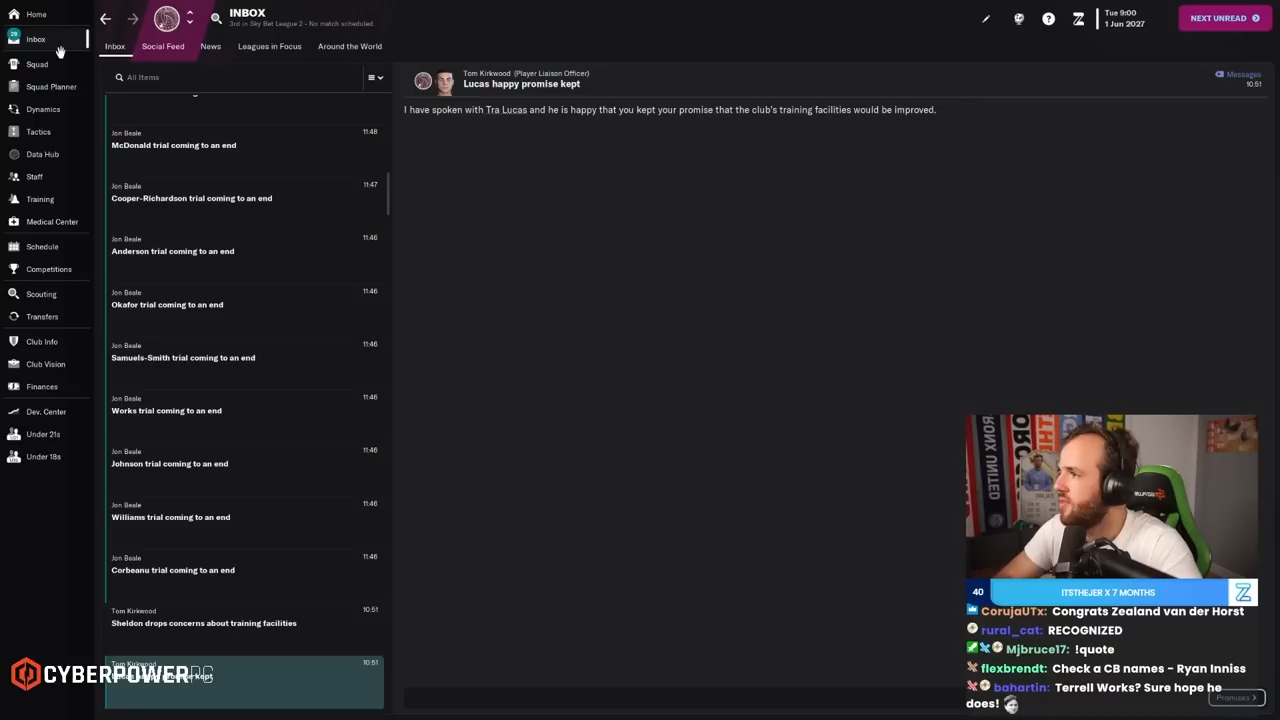 Home
Inbox
29
Squad
Squad Planner
Dynamics
Tactics
Data Hub
Staff
Training
Medical Center
Schedule
Competitions
Scouting
Transfers
Club Info
Club Vision
Finances
Dev. Center
Under 21s
Under 18s
INBOX
3rd in Sky Bet League 2 - No match scheduled.
Tue 9:00
1 Jun 2027
NEXT UNREAD
Inbox
Social Feed
News
Leagues in Focus
Around the World
All Items
Jon Beale
11:48
McDonald trial coming to an end
Jon Beale
11:47
Cooper-Richardson trial coming to an end
Jon Beale
11:46
Anderson trial coming to an end
Jon Beale
11:46
Okafor trial coming to an end
Jon Beale
11:46
Samuels-Smith trial coming to an end
Jon Beale
11:46
Works trial coming to an end
Jon Beale
11:46
Johnson trial coming to an end
Jon Beale
11:46
Williams trial coming to an end
Jon Beale
11:46
Corbeanu trial coming to an end
Tom Kirkwood
10:51
Sheldon drops concerns about training facilities
Tom Kirkwood
10:51
kept
CYBERPOWERPC
Tom Kirkwood (Player Liaison Officer)
Lucas happy promise kept
Messages
10:51
I have spoken with Tra Lucas and he is happy that you kept your promise that the club's training facilities would be improved.
BRONX UNITED
40
ITSTHEJER X 7 MONTHS
CorujaUTx: Congrats Zealand van der Horst
rural_cat: RECOGNIZED
Mjbruce17: !quote
flexbrendt: Check a CB names - Ryan Inniss
bahartin: Terrell Works? Sure hope he
does!
Promises